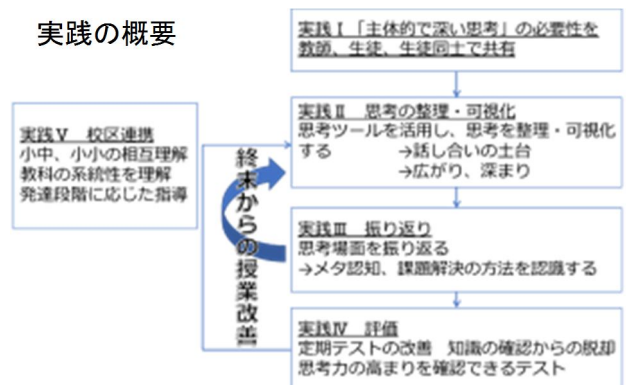 実践の概要
実践Ⅰ「主体的で深い思考」の必要性を
教師、生徒、生徒同士で共有
実践Ⅱ　思考の整理・可視化
思考ツールを活用し、思考を整理・可視化
する　　　　→話し合いの土台
→広がり、深まり
実践Ⅴ　校区連携
小中、小小の相互理解
教科の系統性を理解
発達段階に応じた指導
終末からの授業改善
実践Ⅲ　振り返り
思考場面を振り返る
→メタ認知、課題解決の方法を認識する
実践Ⅳ　評価
定期テストの改善　知識の確認からの脱却
思考力の高まりを確認できるテスト